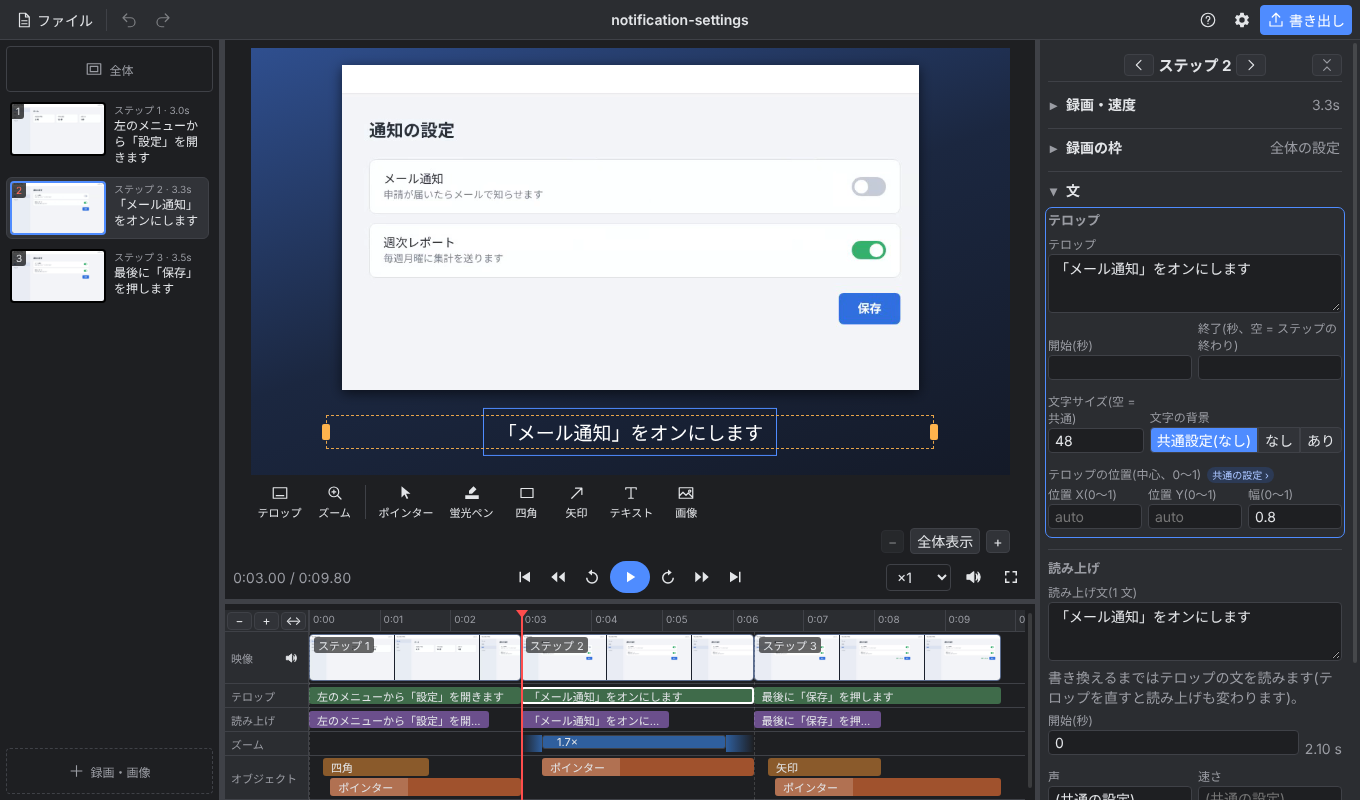 ファイル
notification-settings
書き出し
全体
1
ステップ 1 · 3.0s
左のメニューか
ら「設定」を開
きます
2
ステップ 2 · 3.3s
「メール通知」
をオンにします
3
ステップ 3 · 3.5s
最後に「保存」
を押します
+ 録画・画像
通知の設定
メール通知
申請が届いたらメールで知らせます
週次レポート
毎週月曜に集計を送ります
保存
「メール通知」をオンにします
テロップ ズーム ポインター 蛍光ペン 四角 矢印 テキスト 画像
− 全体表示 +
0:03.00 / 0:09.80
×1
− + 0:00 0:01 0:02 0:03 0:04 0:05 0:06 0:07 0:08 0:09 0
映像 ステップ 1 ステップ 2 ステップ 3
テロップ 左のメニューから「設定」を開きます 「メール通知」をオンにします 最後に「保存」を押します
読み上げ 左のメニューから「設定」を開... 「メール通知」をオンに... 最後に「保存」を押...
ズーム 1.7×
オブジェクト 四角 ポインター 矢印
ポインター ポインター
ステップ 2
録画・速度 3.3s
録画の枠 全体の設定
文
テロップ
テロップ
「メール通知」をオンにします
開始(秒)
終了(秒、空 = ステップの
終わり)
文字サイズ(空 =
共通)
48
文字の背景
共通設定(なし) なし あり
テロップの位置(中心、0〜1) 共通の設定 ›
位置 X(0〜1) 位置 Y(0〜1) 幅(0〜1)
auto auto 0.8
読み上げ
読み上げ文(1 文)
「メール通知」をオンにします
書き換えるまではテロップの文を読みます(テ
ロップを直すと読み上げも変わります)。
開始(秒)
0 2.10 s
声 速さ
(共通の設定) (共通の設定)